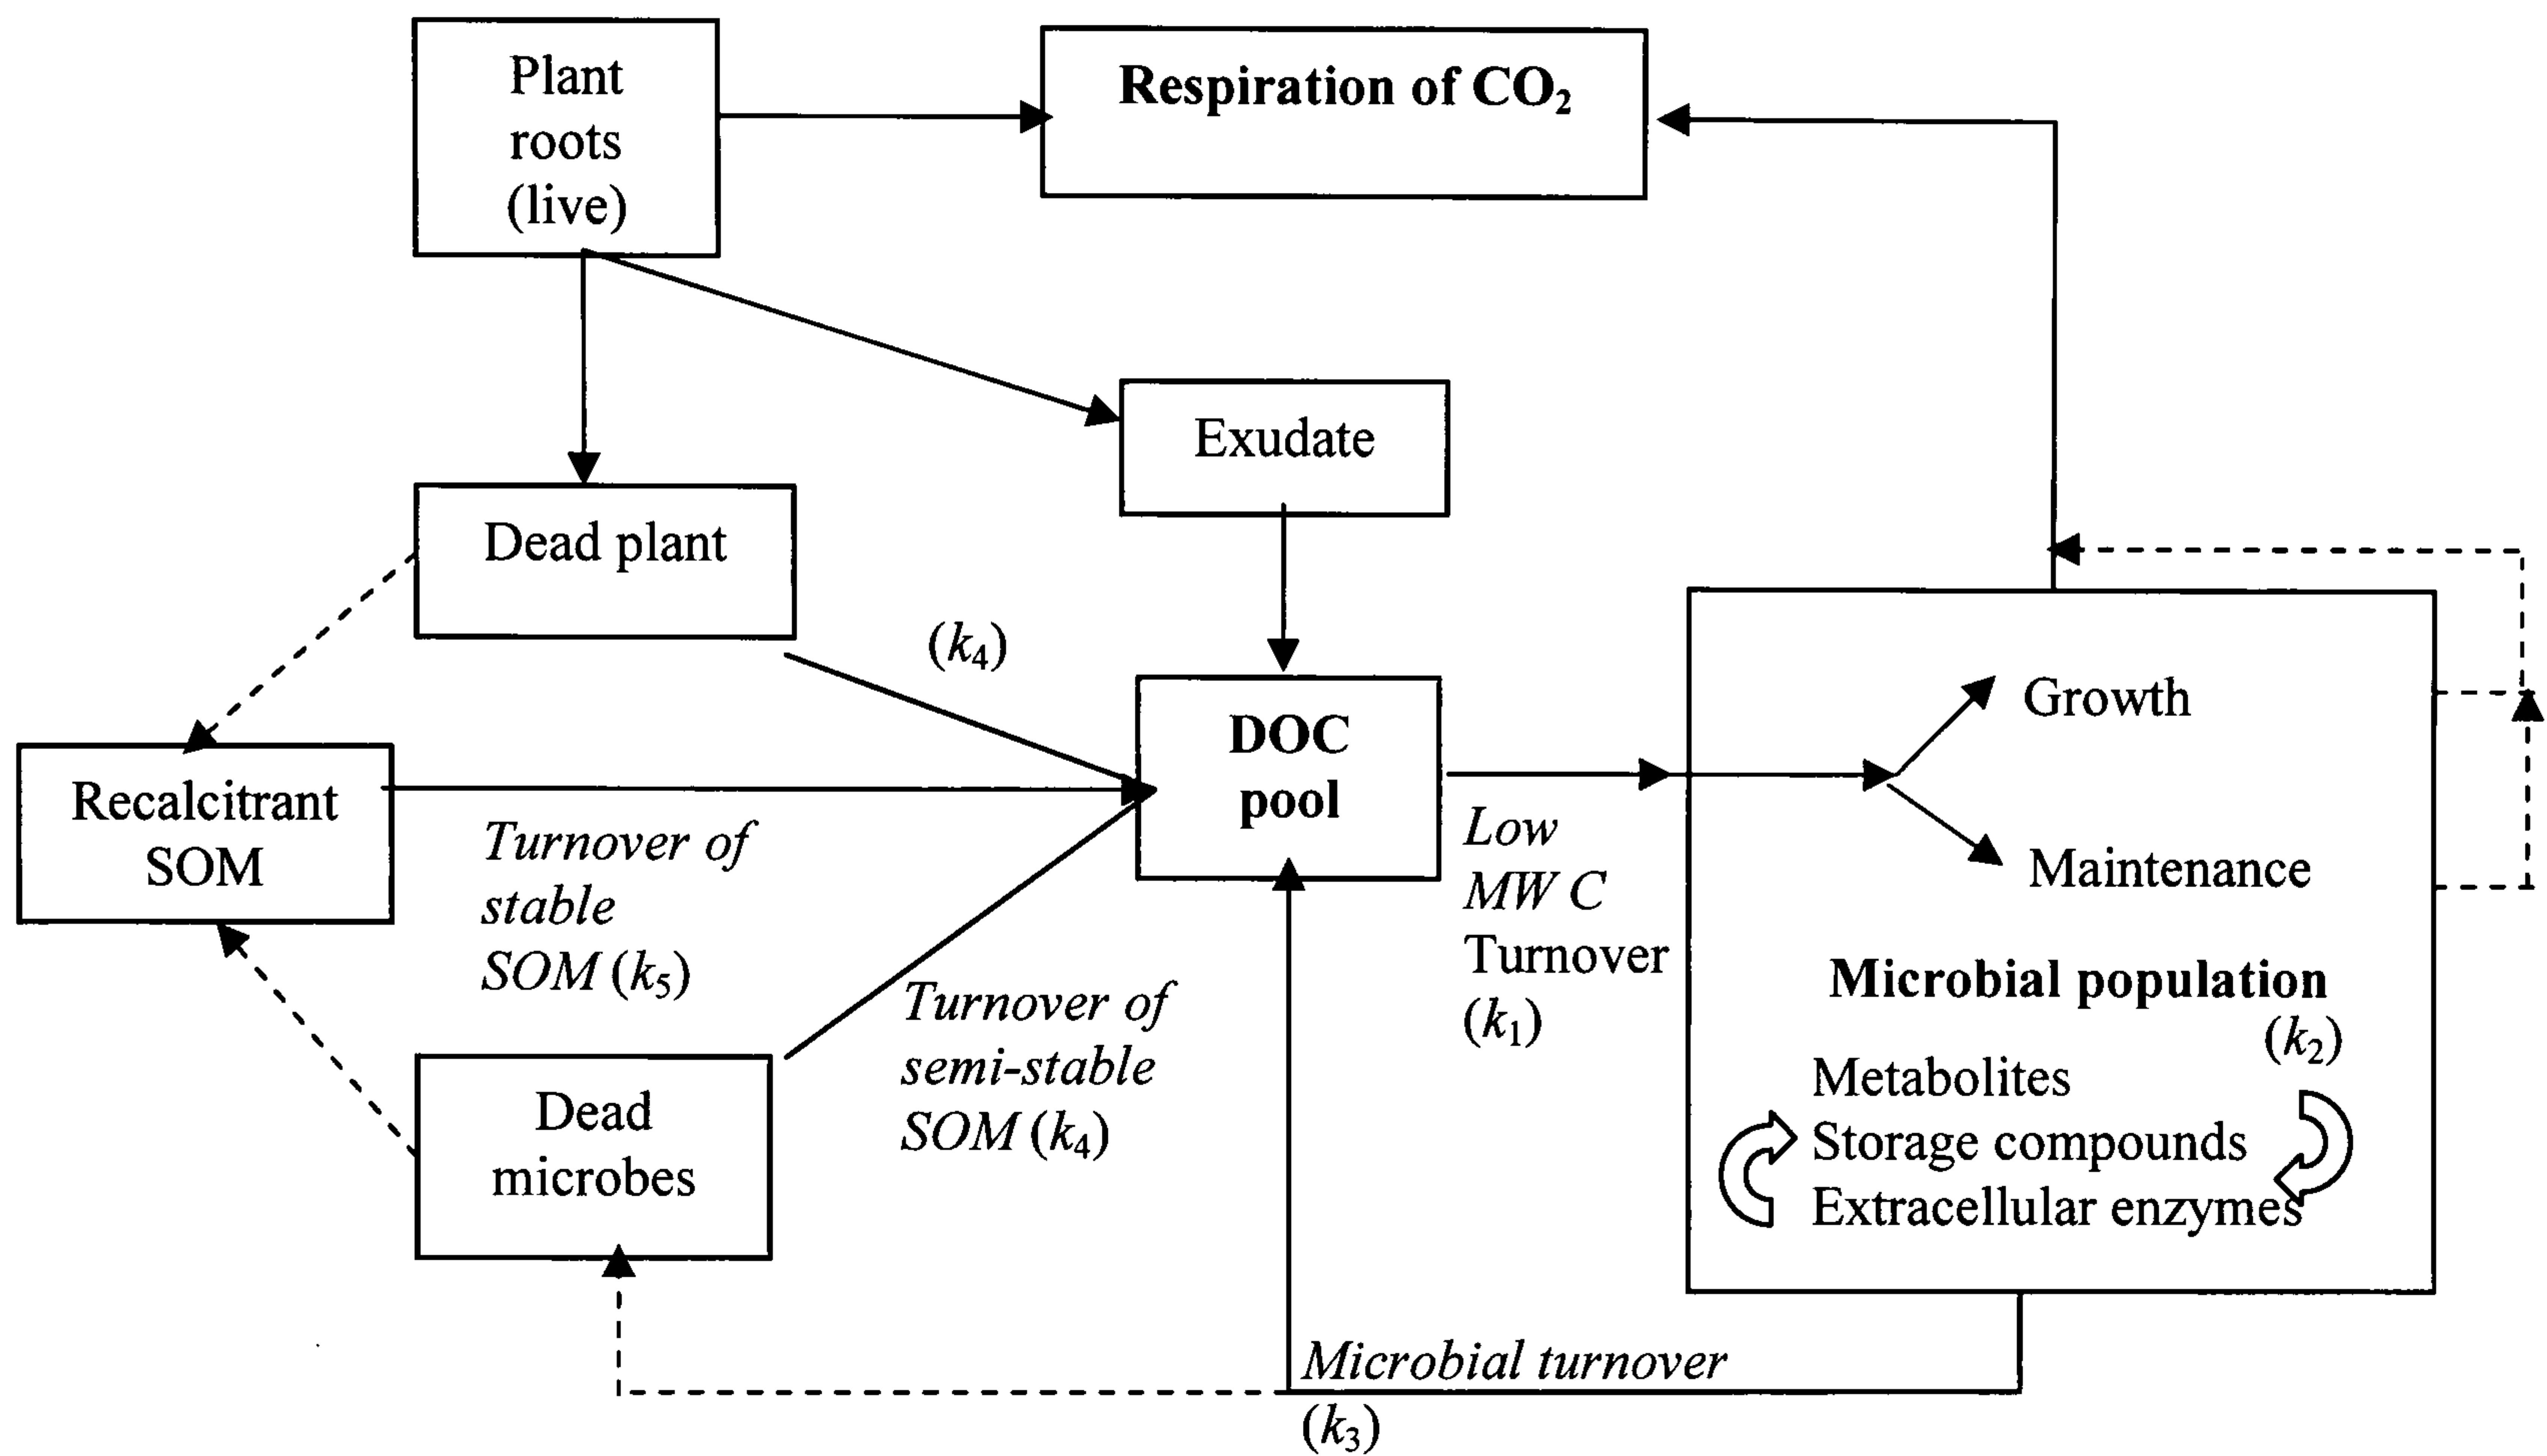 Plant
roots
(live)
Respiration of CO₂
Exudate
Dead plant
(k₄)
DOC
pool
Growth
Recalcitrant
SOM
Turnover of
stable
SOM (k₅)
Low
MW C
Turnover
(k₁)
Maintenance
Microbial population
(k₂)
Metabolites
Storage compounds
Extracellular enzymes
Turnover of
semi-stable
SOM (k₄)
Dead
microbes
Microbial turnover
(k₃)